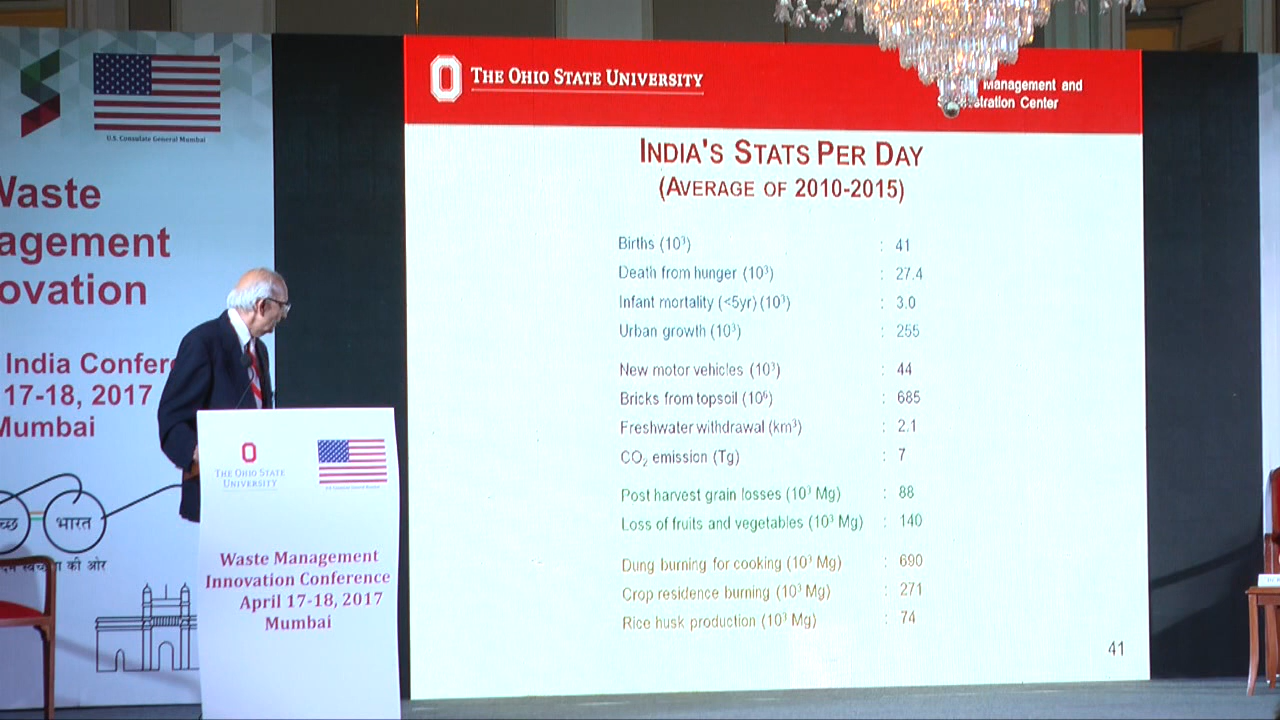 U.S. Consulate General Mumbai
Waste
agement
ovation
India Confer
17-18, 2017
Mumbai
भारत
की ओर
THE OHIO STATE UNIVERSITY
Management and
stration Center
INDIA'S STATS PER DAY
(AVERAGE OF 2010-2015)
Births (10³) : 41
Death from hunger (10³) : 27.4
Infant mortality (<5yr) (10³) : 3.0
Urban growth (10³) : 255
New motor vehicles (10³) : 44
Bricks from topsoil (10⁶) : 685
Freshwater withdrawal (km³) : 2.1
CO₂ emission (Tg) : 7
Post harvest grain losses (10³ Mg) : 88
Loss of fruits and vegetables (10³ Mg) : 140
Dung burning for cooking (10³ Mg) : 690
Crop residence burning (10³ Mg) : 271
Rice husk production (10³ Mg) : 74
41
THE OHIO STATE
UNIVERSITY
Waste Management
Innovation Conference
April 17-18, 2017
Mumbai